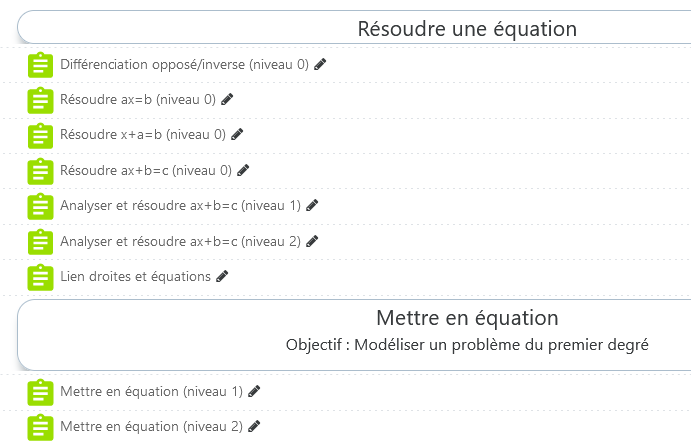 Résoudre une équation
Différenciation opposé/inverse (niveau 0)
Résoudre ax=b (niveau 0)
Résoudre x+a=b (niveau 0)
Résoudre ax+b=c (niveau 0)
Analyser et résoudre ax+b=c (niveau 1)
Analyser et résoudre ax+b=c (niveau 2)
Lien droites et équations
Mettre en équation
Objectif : Modéliser un problème du premier degré
Mettre en équation (niveau 1)
Mettre en équation (niveau 2)